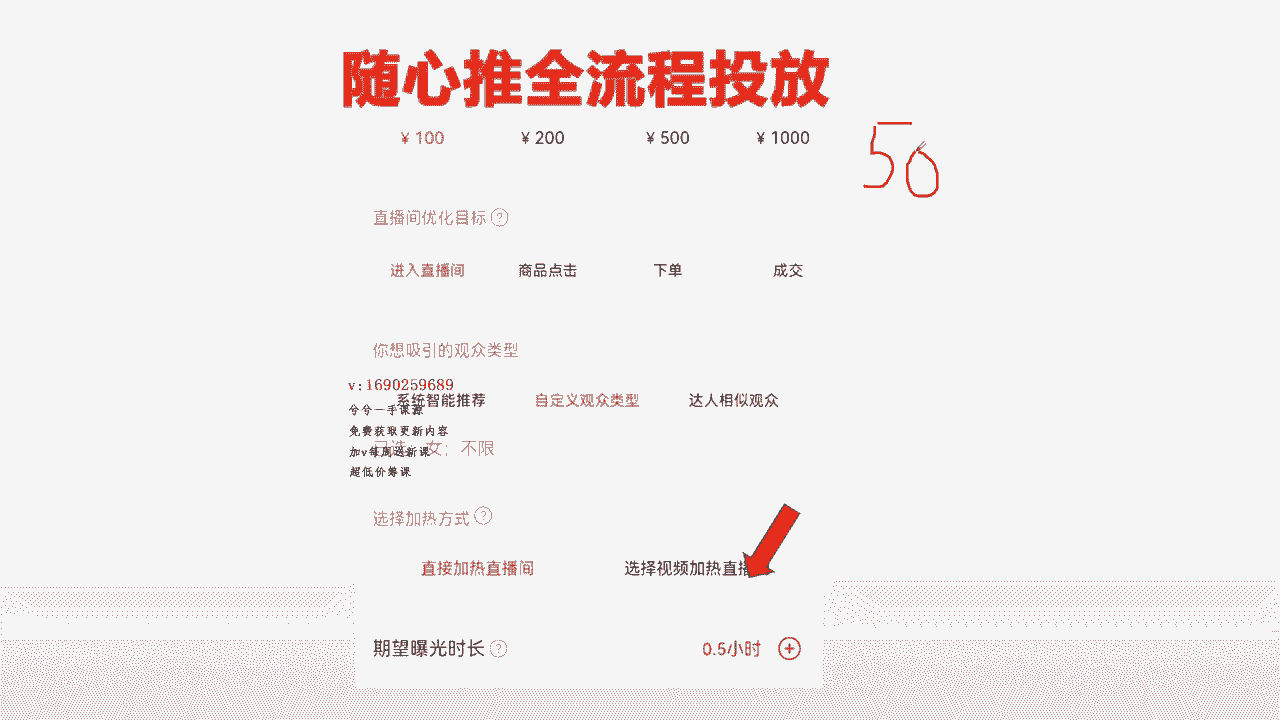 随心推全流程投放
¥ 100 ¥ 200 ¥ 500 ¥ 1000
50
直播间优化目标 ?
进入直播间 商品点击 下单 成交
你想吸引的观众类型
v:1690259689
系统智能推荐 自定义观众类型 达人相似观众
兮兮一手课源
免费获取更新内容
已选：女；不限
加v每周送新课
超低价筹课
选择加热方式 ?
直接加热直播间 选择视频加热直播
期望曝光时长 ? 0.5小时 +